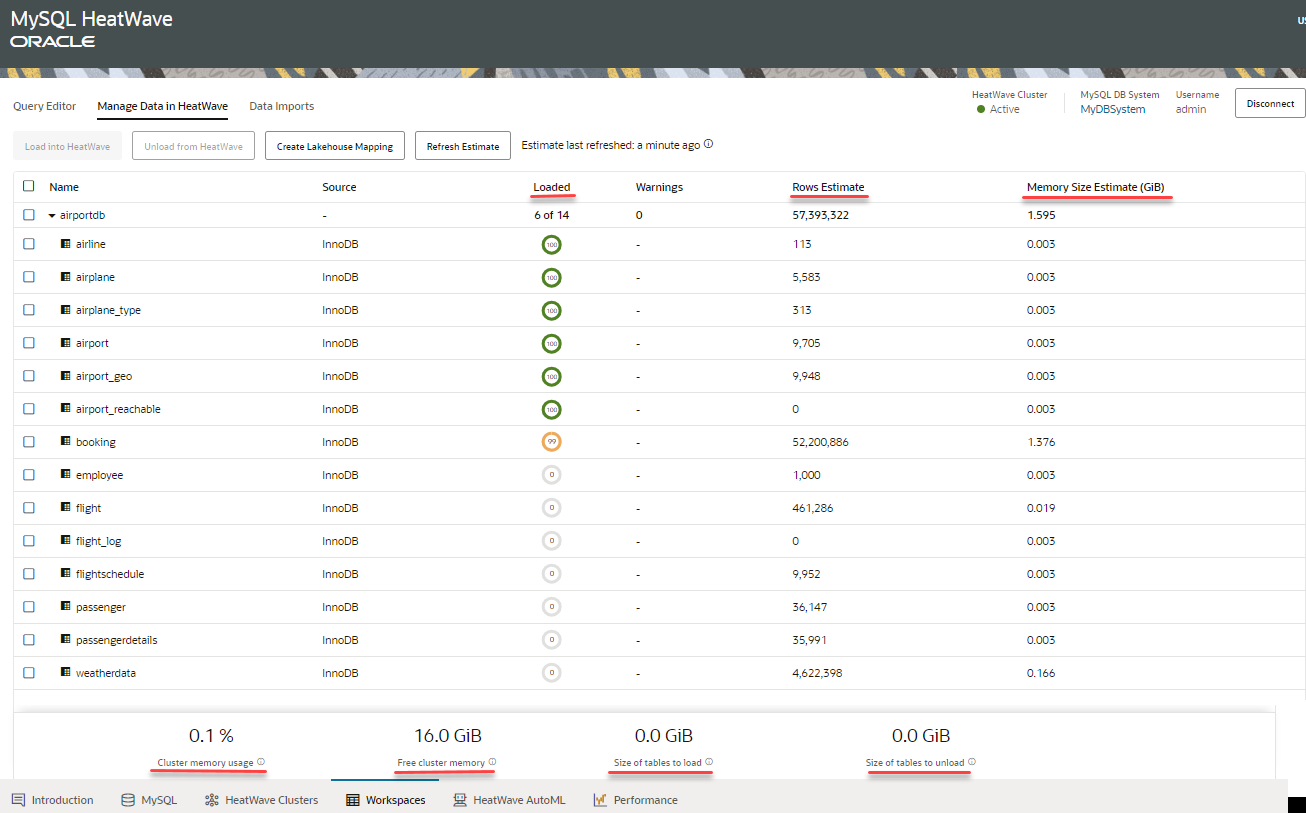 MySQL HeatWave
ORACLE
US
Query Editor Manage Data in HeatWave Data Imports
HeatWave Cluster MySQL DB System Username
Active MyDBSystem admin Disconnect
Load into HeatWave Unload from HeatWave Create Lakehouse Mapping Refresh Estimate Estimate last refreshed: a minute ago
Name Source Loaded Warnings Rows Estimate Memory Size Estimate (GiB)
airportdb - 6 of 14 0 57,393,322 1.595
airline InnoDB 100 - 113 0.003
airplane InnoDB 100 - 5,583 0.003
airplane_type InnoDB 100 - 313 0.003
airport InnoDB 100 - 9,705 0.003
airport_geo InnoDB 100 - 9,948 0.003
airport_reachable InnoDB 100 - 0 0.003
booking InnoDB 99 - 52,200,886 1.376
employee InnoDB 0 - 1,000 0.003
flight InnoDB 0 - 461,286 0.019
flight_log InnoDB 0 - 0 0.003
flightschedule InnoDB 0 - 9,952 0.003
passenger InnoDB 0 - 36,147 0.003
passengerdetails InnoDB 0 - 35,991 0.003
weatherdata InnoDB 0 - 4,622,398 0.166
0.1 % 16.0 GiB 0.0 GiB 0.0 GiB
Cluster memory usage Free cluster memory Size of tables to load Size of tables to unload
Introduction MySQL HeatWave Clusters Workspaces HeatWave AutoML Performance